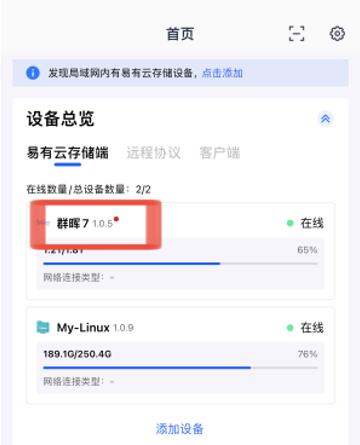 首页
发现局域网内有易有云存储设备，点击添加
设备总览
易有云存储端 远程协议 客户端
在线数量/总设备数量：2/2
群晖7 1.0.5 在线
65%
网络连接类型：-
My-Linux 1.0.9 在线
189.1G/250.4G 76%
网络连接类型：-
添加设备